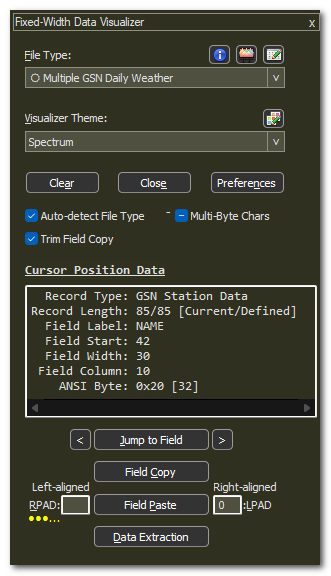 Fixed-Width Data Visualizer x
File Type:
Multiple GSN Daily Weather
Visualizer Theme:
Spectrum
Clear Close Preferences
Auto-detect File Type Multi-Byte Chars
Trim Field Copy
Cursor Position Data
Record Type: GSN Station Data
Record Length: 85/85 [Current/Defined]
Field Label: NAME
Field Start: 42
Field Width: 30
Field Column: 10
ANSI Byte: 0x20 [32]
< Jump to Field >
Field Copy
Left-aligned Right-aligned
RPAD: Field Paste 0 :LPAD
Data Extraction